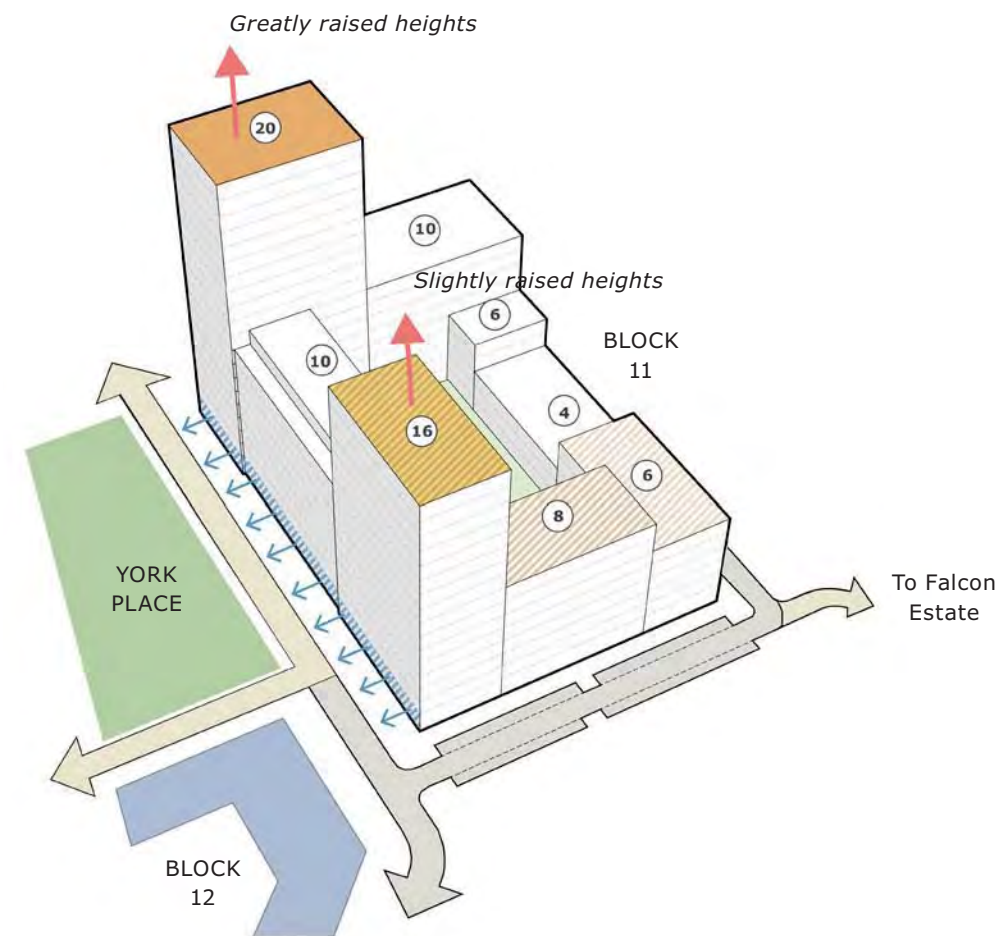 Greatly raised heights
20
10
Slightly raised heights
6
BLOCK
11
10
4
16
6
8
YORK
PLACE
To Falcon
Estate
BLOCK
12